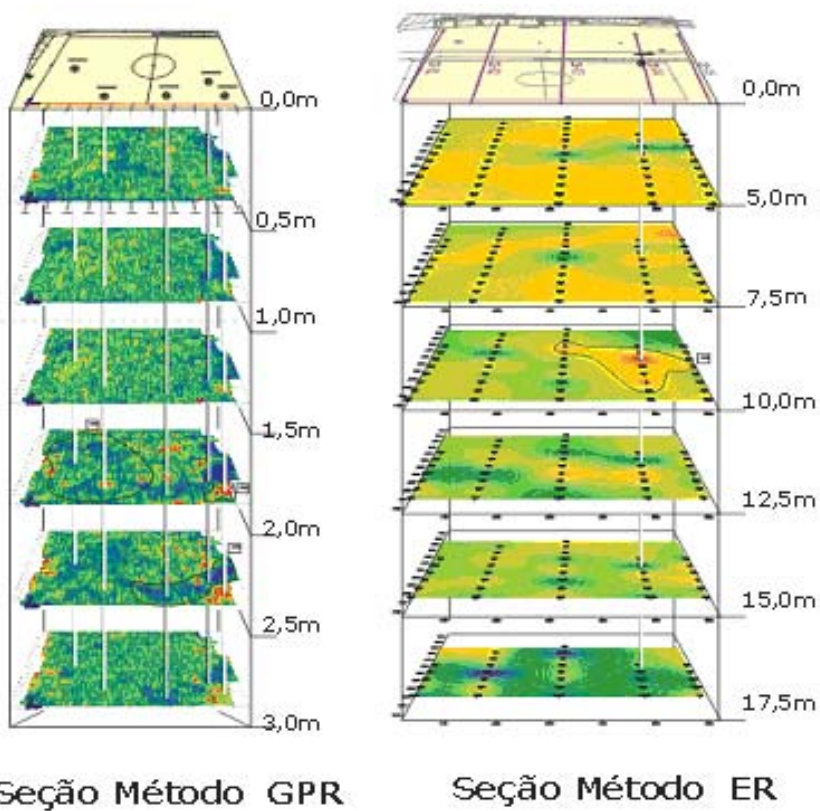 0,0m
0,5m
1,0m
1,5m
2,0m
2,5m
3,0m
Seção Método GPR
0,0m
5,0m
7,5m
10,0m
12,5m
15,0m
17,5m
Seção Método ER